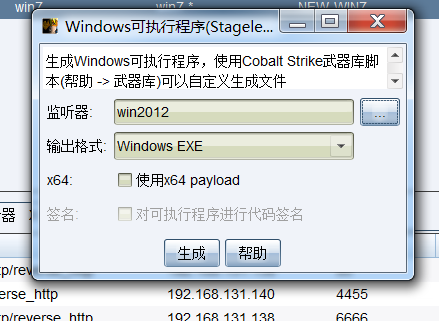 win7
win7 *
NEW-WIN7
Windows可执行程序(Stagele...
生成Windows可执行程序，使用Cobalt Strike武器库脚
本(帮助 -> 武器库)可以自定义生成文件
监听器:
win2012
...
输出格式:
Windows EXE
x64:
使用x64 payload
签名:
对可执行程序进行代码签名
生成
帮助
器
tp/reverse_http
everse_http
192.168.131.140
4455
p/reverse_http
192.168.131.138
6666